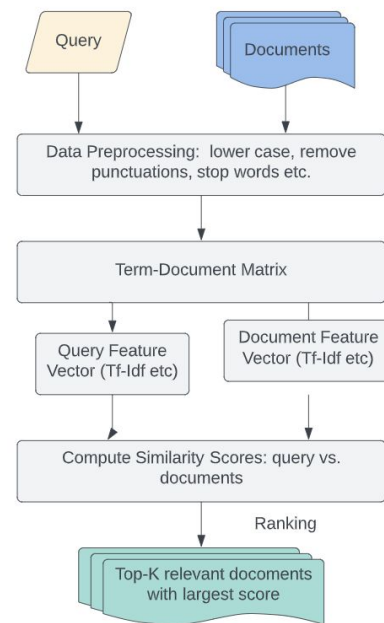 Query
Documents
Data Preprocessing: lower case, remove
punctuations, stop words etc.
Term-Document Matrix
Query Feature
Vector (Tf-Idf etc)
Document Feature
Vector (Tf-Idf etc)
Compute Similarity Scores: query vs.
documents
Ranking
Top-K relevant docoments
with largest score